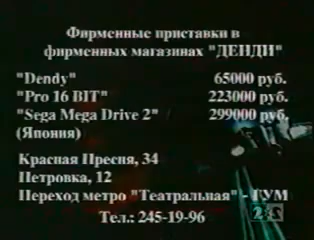 Фирменные приставки в
фирменных магазинах "ДЕНДИ"
"Dendy" 65000 руб.
"Pro 16 BIT" 223000 руб.
"Sega Mega Drive 2" 299000 руб.
(Япония)
Красная Пресня, 34
Петровка, 12
Переход метро "Театральная" - ГУМ
Тел.: 245-19-96
2х2